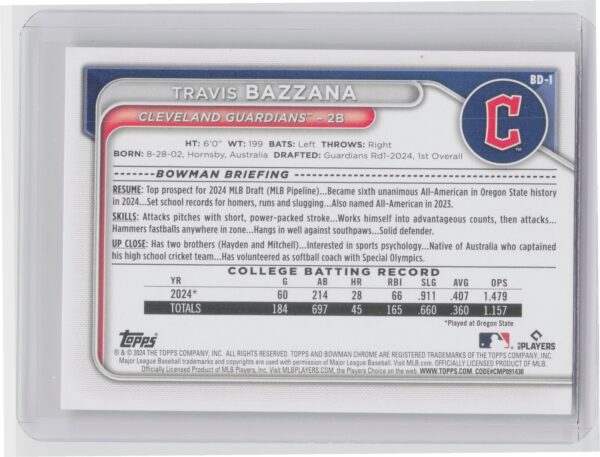 BD-1
TRAVIS BAZZANA
CLEVELAND GUARDIANS™ – 2B
C
HT: 6'0" WT: 199 BATS: Left THROWS: Right
BORN: 8-28-02, Hornsby, Australia DRAFTED: Guardians Rd1-2024, 1st Overall
BOWMAN BRIEFING
RESUME: Top prospect for 2024 MLB Draft (MLB Pipeline)...Became sixth unanimous All-American in Oregon State history
in 2024...Set school records for homers, runs and slugging...Also named All-American in 2023.
SKILLS: Attacks pitches with short, power-packed stroke...Works himself into advantageous counts, then attacks...
Hammers fastballs anywhere in zone...Hangs in well against southpaws...Solid defender.
UP CLOSE: Has two brothers (Hayden and Mitchell)...Interested in sports psychology...Native of Australia who captained
his high school cricket team...Has volunteered as softball coach with Special Olympics.
COLLEGE BATTING RECORD
YR G AB HR RBI SLG AVG OPS
2024* 60 214 28 66 .911 .407 1.479
TOTALS 184 697 45 165 .660 .360 1.157
*Played at Oregon State
topps
PLAYERS
® & © 2024 THE TOPPS COMPANY, INC. ALL RIGHTS RESERVED. TOPPS AND BOWMAN CHROME ARE REGISTERED TRADEMARKS OF THE TOPPS COMPANY, INC.
Major League Baseball trademarks and copyrights are used with permission of Major League Baseball. Visit MLB.com. OFFICIALLY LICENSED PRODUCT OF MLB.
Officially Licensed Product of MLB Players, Inc. Visit MLBPLAYERS.com, the Players Choice on the web. WWW.TOPPS.COM. CODE#CMP091430